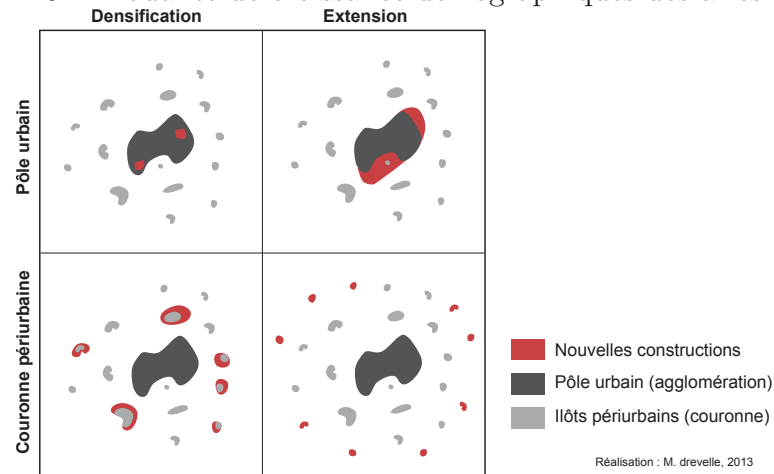 Densification Extension
Pôle urbain
Couronne périurbaine
Nouvelles constructions
Pôle urbain (agglomération)
Ilôts périurbains (couronne)
Réalisation : M. drevelle, 2013